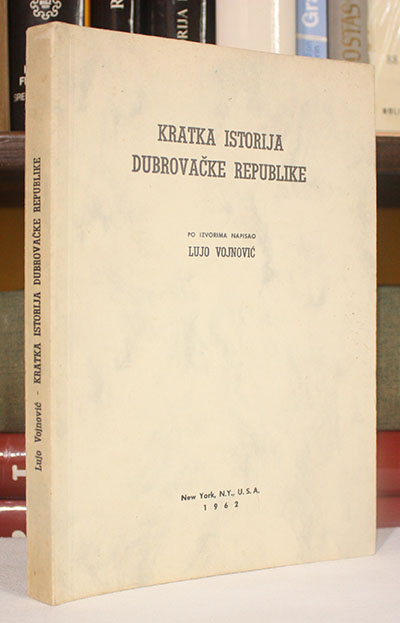 KRATKA ISTORIJA
DUBROVAČKE REPUBLIKE
PO IZVORIMA NAPISAO
LUJO VOJNOVIĆ
New York, N.Y., U.S.A.
1962
Lujo Vojnović - KRATKA ISTORIJA DUBROVAČKE REPUBLIKE